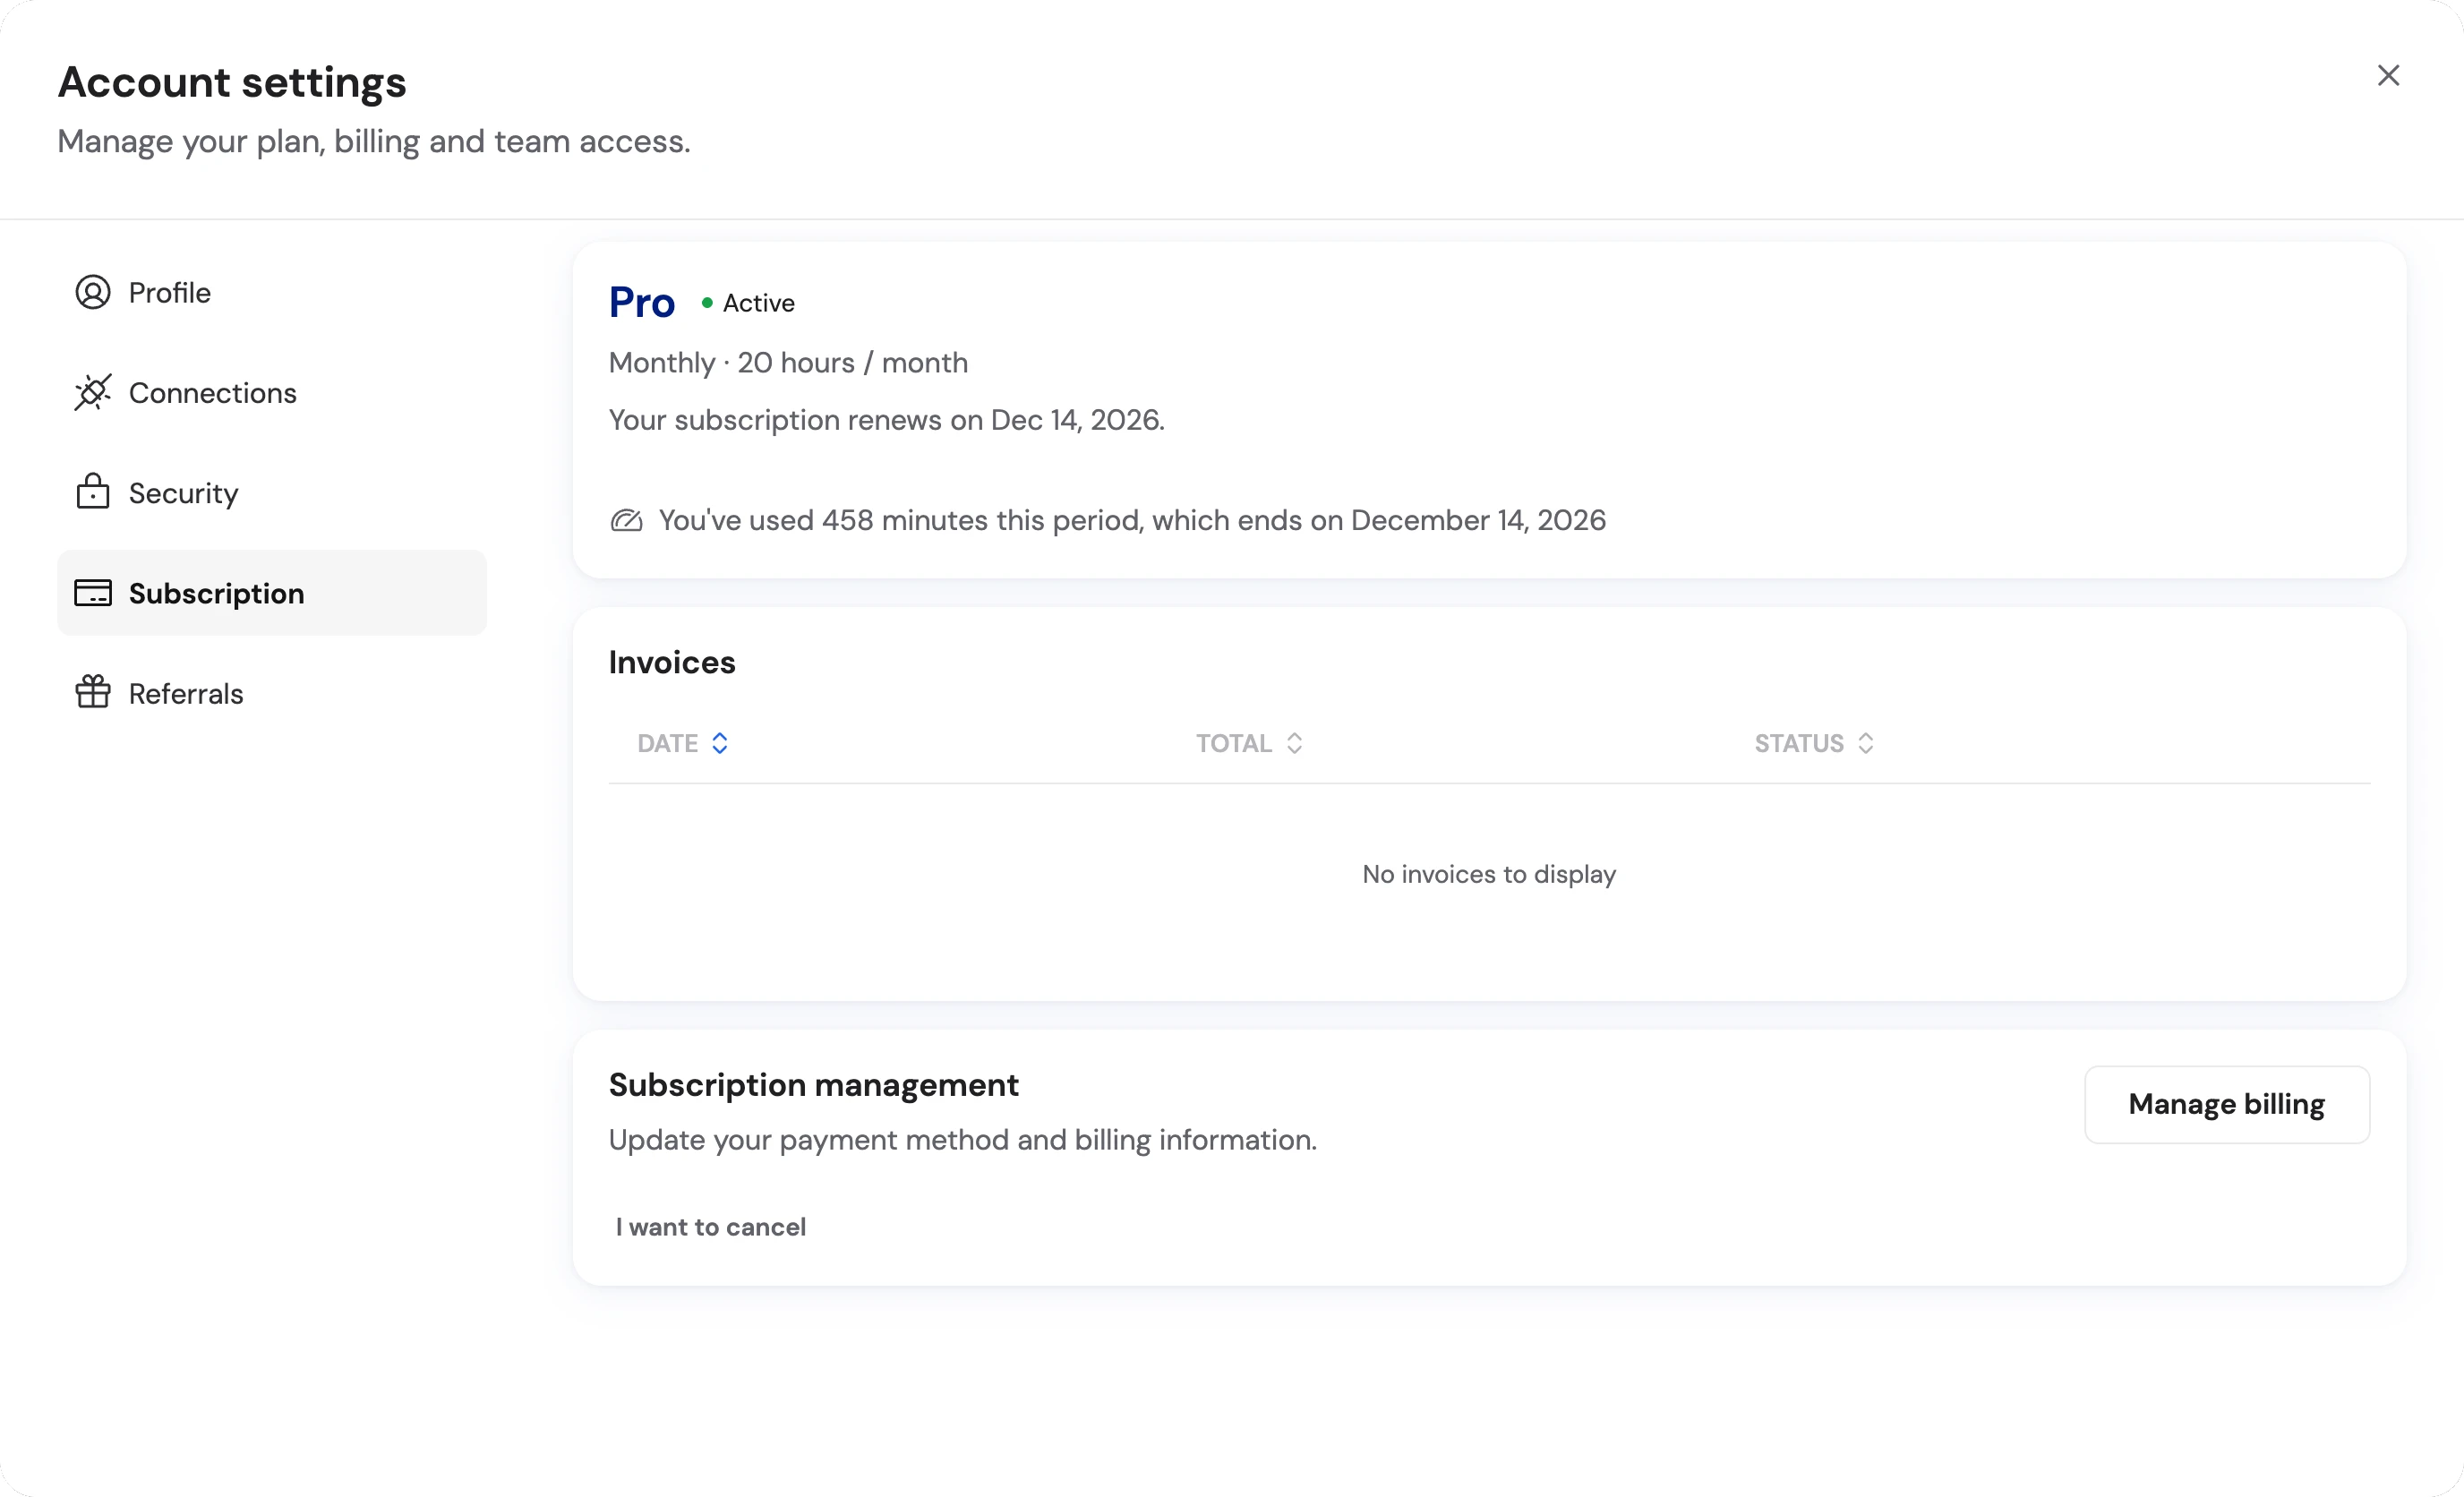 Account settings
Manage your plan, billing and team access.
Profile
Connections
Security
Subscription
Referrals
Pro
Active
Monthly · 20 hours / month
Your subscription renews on Dec 14, 2026.
You've used 458 minutes this period, which ends on December 14, 2026
Invoices
DATE TOTAL STATUS
No invoices to display
Subscription management
Update your payment method and billing information.
Manage billing
I want to cancel